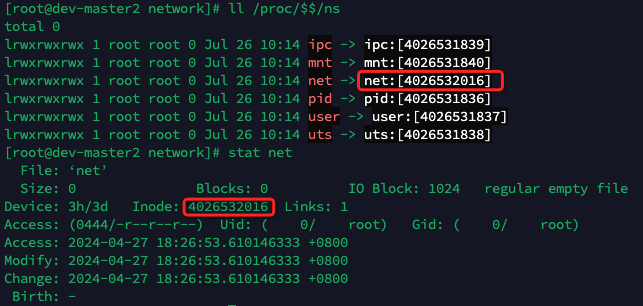 [root@dev-master2 network]# ll /proc/$$/ns
total 0
lrwxrwxrwx 1 root root 0 Jul 26 10:14 ipc -> ipc:[4026531839]
lrwxrwxrwx 1 root root 0 Jul 26 10:14 mnt -> mnt:[4026531840]
lrwxrwxrwx 1 root root 0 Jul 26 10:14 net -> net:[4026532016]
lrwxrwxrwx 1 root root 0 Jul 26 10:14 pid -> pid:[4026531836]
lrwxrwxrwx 1 root root 0 Jul 26 10:14 user -> user:[4026531837]
lrwxrwxrwx 1 root root 0 Jul 26 10:14 uts -> uts:[4026531838]
[root@dev-master2 network]# stat net
  File: ‘net’
  Size: 0               Blocks: 0          IO Block: 1024   regular empty file
Device: 3h/3d   Inode: 4026532016  Links: 1
Access: (0444/-r--r--r--)  Uid: (    0/    root)   Gid: (    0/    root)
Access: 2024-04-27 18:26:53.610146333 +0800
Modify: 2024-04-27 18:26:53.610146333 +0800
Change: 2024-04-27 18:26:53.610146333 +0800
 Birth: -